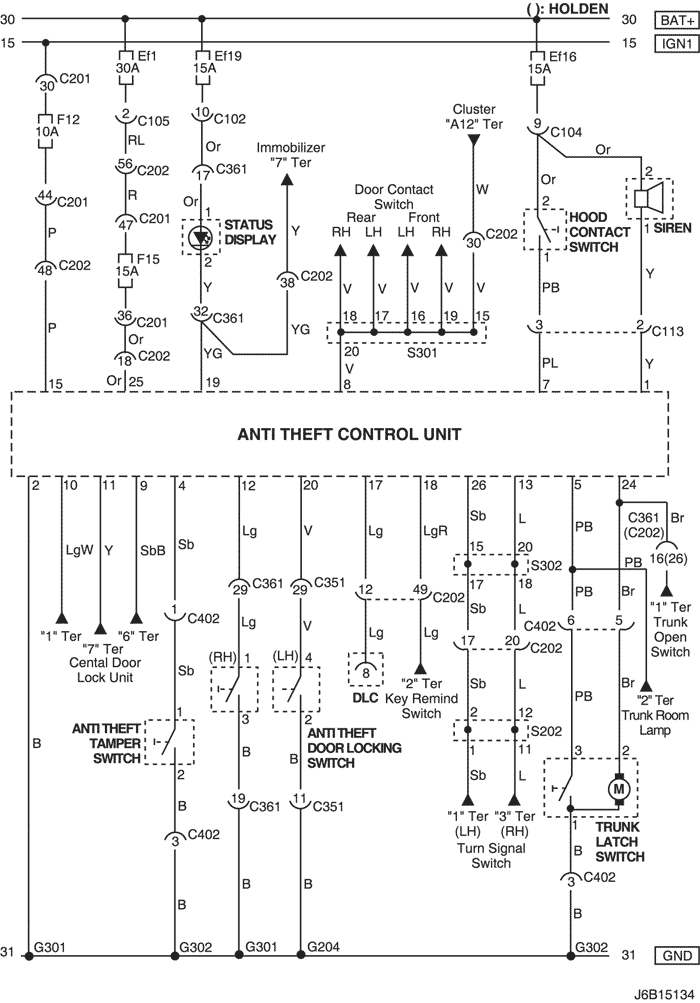 ( ): HOLDEN
30 30 BAT+
15 15 IGN1
Ef1 Ef19 Ef16
30A 15A 15A
30 C201
F12
10A
2 C105
10 C102
9 C104
Cluster
"A12" Ter
Immobilizer
"7" Ter
RL Or Or Or
56 C202
17 C361
R Or W
44 C201
47 C201
1
STATUS
DISPLAY
2
Door Contact
Switch
Rear Front
RH LH LH RH
2
HOOD
CONTACT
SWITCH
1
2
SIREN
1
P Y
48 C202
F15
15A
Y
38 C202
30 C202
V V V V V
PB Y
36 C201
32 C361
18 17 16 19 15
S301
20
3 2 C113
P Or YG YG V PL Y
18 C202
Or
15 25 19 8 7 1
ANTI THEFT CONTROL UNIT
2 10 11 9 4 12 20 17 18 26 13 5 24
LgW Y SbB Sb Lg V Lg LgR Sb L PB
C361
(C202)
Br
16(26)
15 20 S302
17 18
PB
PB Br
29 C361
29 C351
12 49 C202
1 C402
"1" Ter
"7" Ter
"6" Ter
Cental Door
Lock Unit
Lg V Lg Lg Sb L
C402 6 5
17 20 C202
"1" Ter
Trunk
Open
Switch
(RH) 1
(LH) 4
8
DLC
"2" Ter
Key Remind
Switch
Sb Sb L PB Br
"2" Ter
Trunk Room
Lamp
1
ANTI THEFT
TAMPER
SWITCH
2
3 2
ANTI THEFT
DOOR LOCKING
SWITCH
2 12 S202
1 11
3 2
M
B B B Sb L
B
19 C361
11 C351
"1" Ter
(LH)
"3" Ter
(RH)
Turn Signal
Switch
1
TRUNK
LATCH
SWITCH
3 C402
B
3 C402
B B B B
31 G301 G302 G301 G204 G302 31 GND
J6B15134